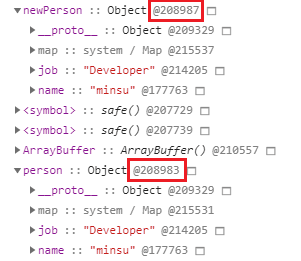 newPerson :: Object @208987
__proto__ :: Object @209329
map :: system / Map @215537
job :: "Developer" @214205
name :: "minsu" @177763
<symbol> :: safe() @207729
<symbol> :: safe() @207739
ArrayBuffer :: ArrayBuffer() @210557
person :: Object @208983
__proto__ :: Object @209329
map :: system / Map @215531
job :: "Developer" @214205
name :: "minsu" @177763